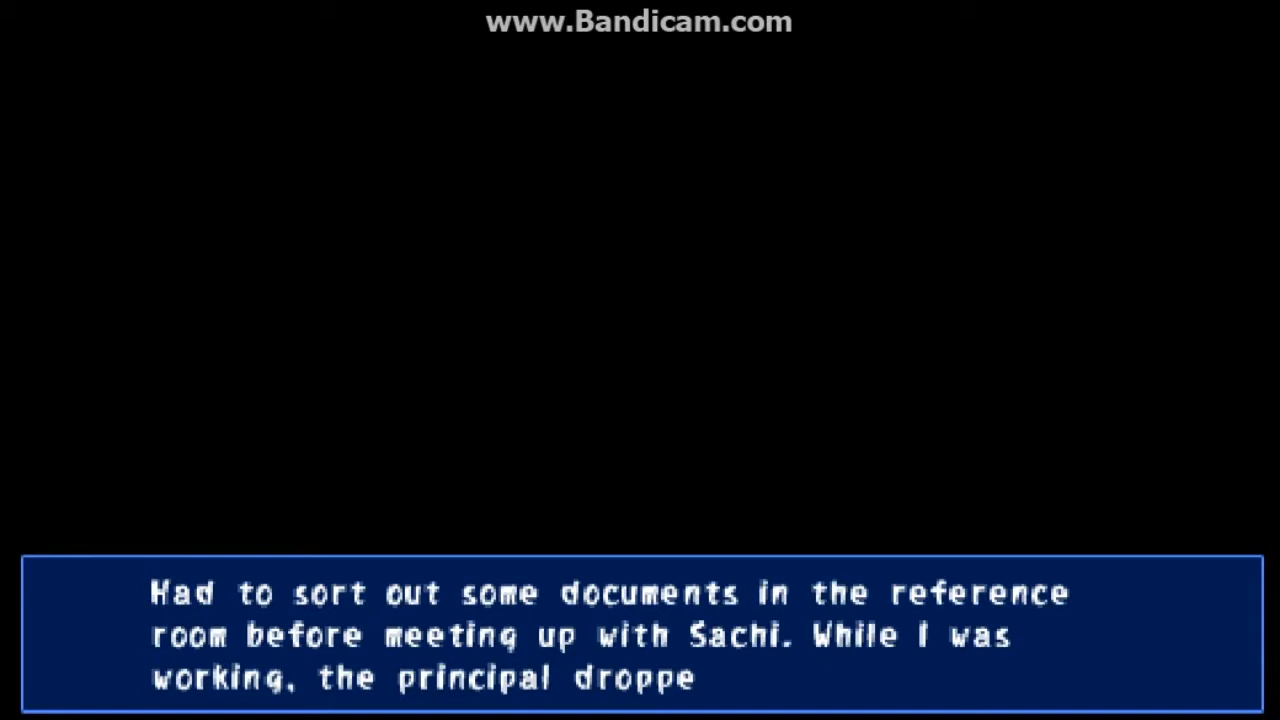 www.Bandicam.com
Had to sort out some documents in the reference
room before meeting up with Sachi. While I was
working, the principal droppe